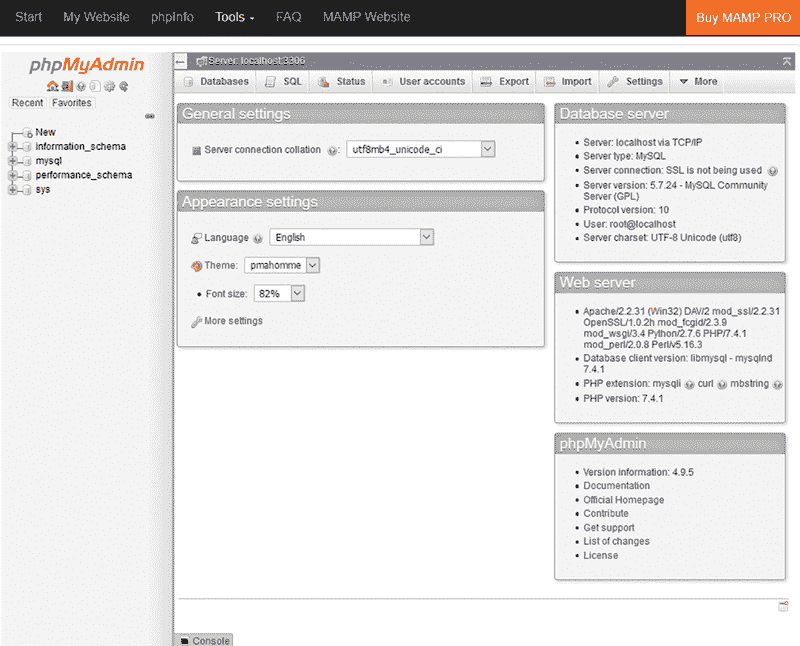 Start My Website phpInfo Tools FAQ MAMP Website Buy MAMP PRO
phpMyAdmin
Recent Favorites
New
information_schema
mysql
performance_schema
sys
Server: localhost:3306
Databases SQL Status User accounts Export Import Settings More
General settings
Server connection collation : utf8mb4_unicode_ci
Appearance settings
Language English
Theme: pmahomme
Font size: 82%
More settings
Database server
Server: localhost via TCP/IP
Server type: MySQL
Server connection: SSL is not being used
Server version: 5.7.24 - MySQL Community
Server (GPL)
Protocol version: 10
User: root@localhost
Server charset: UTF-8 Unicode (utf8)
Web server
Apache/2.2.31 (Win32) DAV/2 mod_ssl/2.2.31
OpenSSL/1.0.2h mod_fcgid/2.3.9
mod_wsgi/3.4 Python/2.7.6 PHP/7.4.1
mod_perl/2.0.8 Perl/v5.16.3
Database client version: libmysql - mysqlnd
7.4.1
PHP extension: mysqli curl mbstring
PHP version: 7.4.1
phpMyAdmin
Version information: 4.9.5
Documentation
Official Homepage
Contribute
Get support
List of changes
License
Console